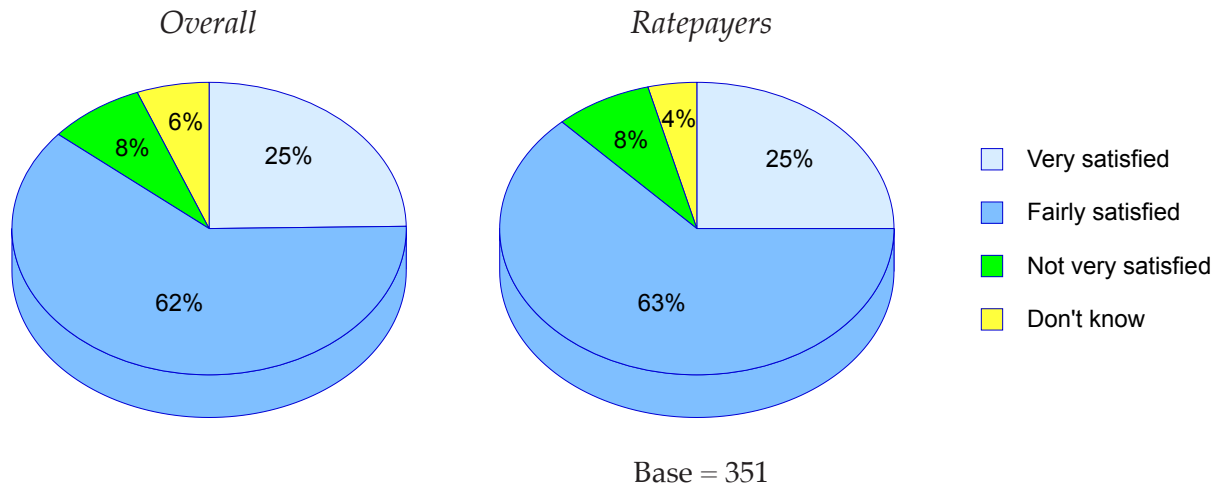 Overall
Ratepayers
6%
8%
25%
62%
4%
8%
25%
63%
Very satisfied
Fairly satisfied
Not very satisfied
Don't know
Base = 351